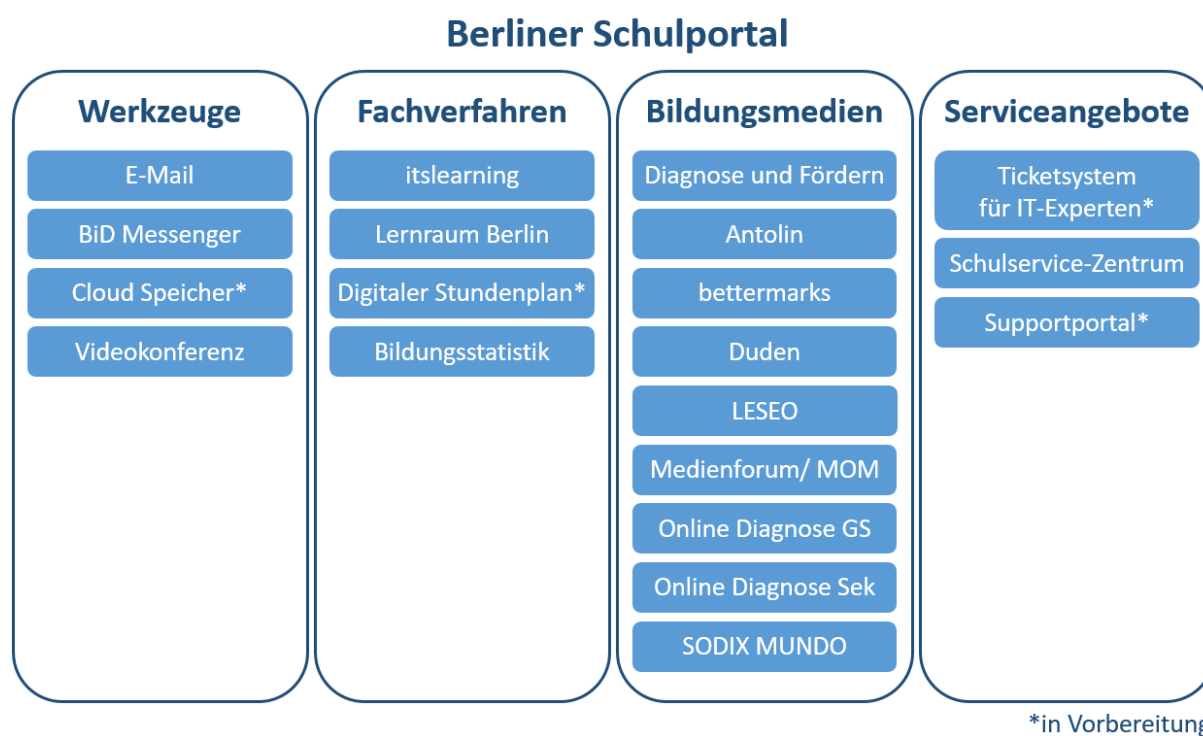 Berliner Schulportal
Werkzeuge
E-Mail
BiD Messenger
Cloud Speicher*
Videokonferenz
Fachverfahren
itslearning
Lernraum Berlin
Digitaler Stundenplan*
Bildungsstatistik
Bildungsmedien
Diagnose und Fördern
Antolin
bettermarks
Duden
LESEO
Medienforum/ MOM
Online Diagnose GS
Online Diagnose Sek
SODIX MUNDO
Serviceangebote
Ticketsystem
für IT-Experten*
Schulservice-Zentrum
Supportportal*
*in Vorbereitung